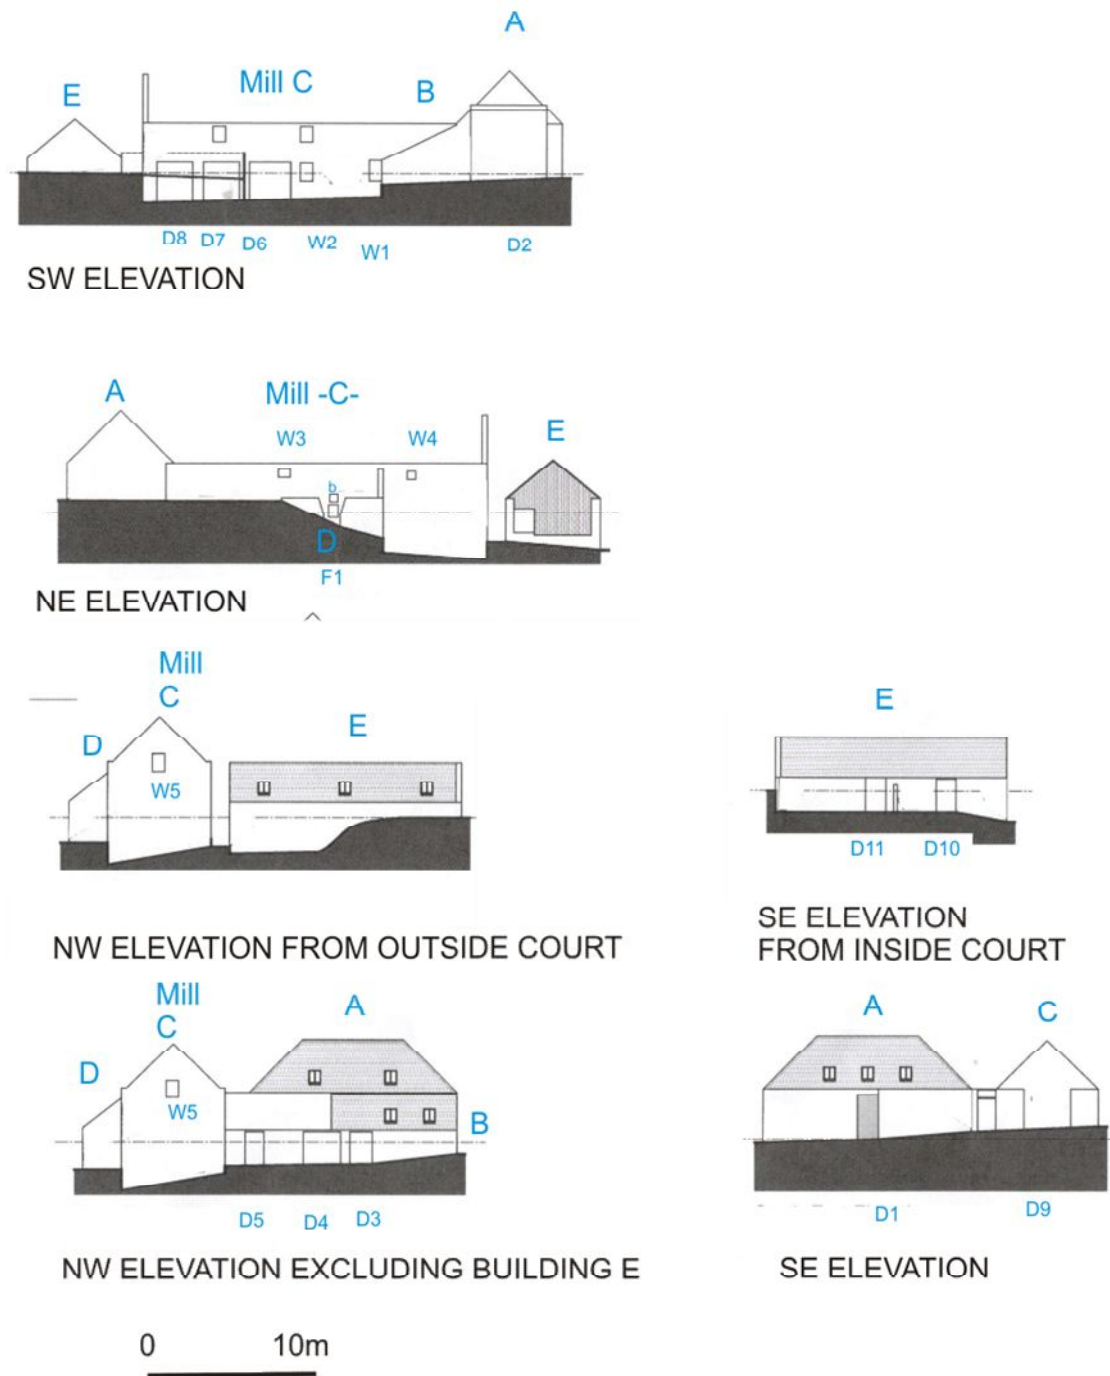 A
Mill C
B
E
D8 D7 D6 W2 W1 D2
SW ELEVATION
A
Mill -C-
W3 W4
E
b
D
F1
NE ELEVATION
Mill
C
E
D
W5
NW ELEVATION FROM OUTSIDE COURT
E
D11 D10
SE ELEVATION
FROM INSIDE COURT
Mill
C
A
D
W5
B
D5 D4 D3
NW ELEVATION EXCLUDING BUILDING E
A
C
D1 D9
SE ELEVATION
0 10m